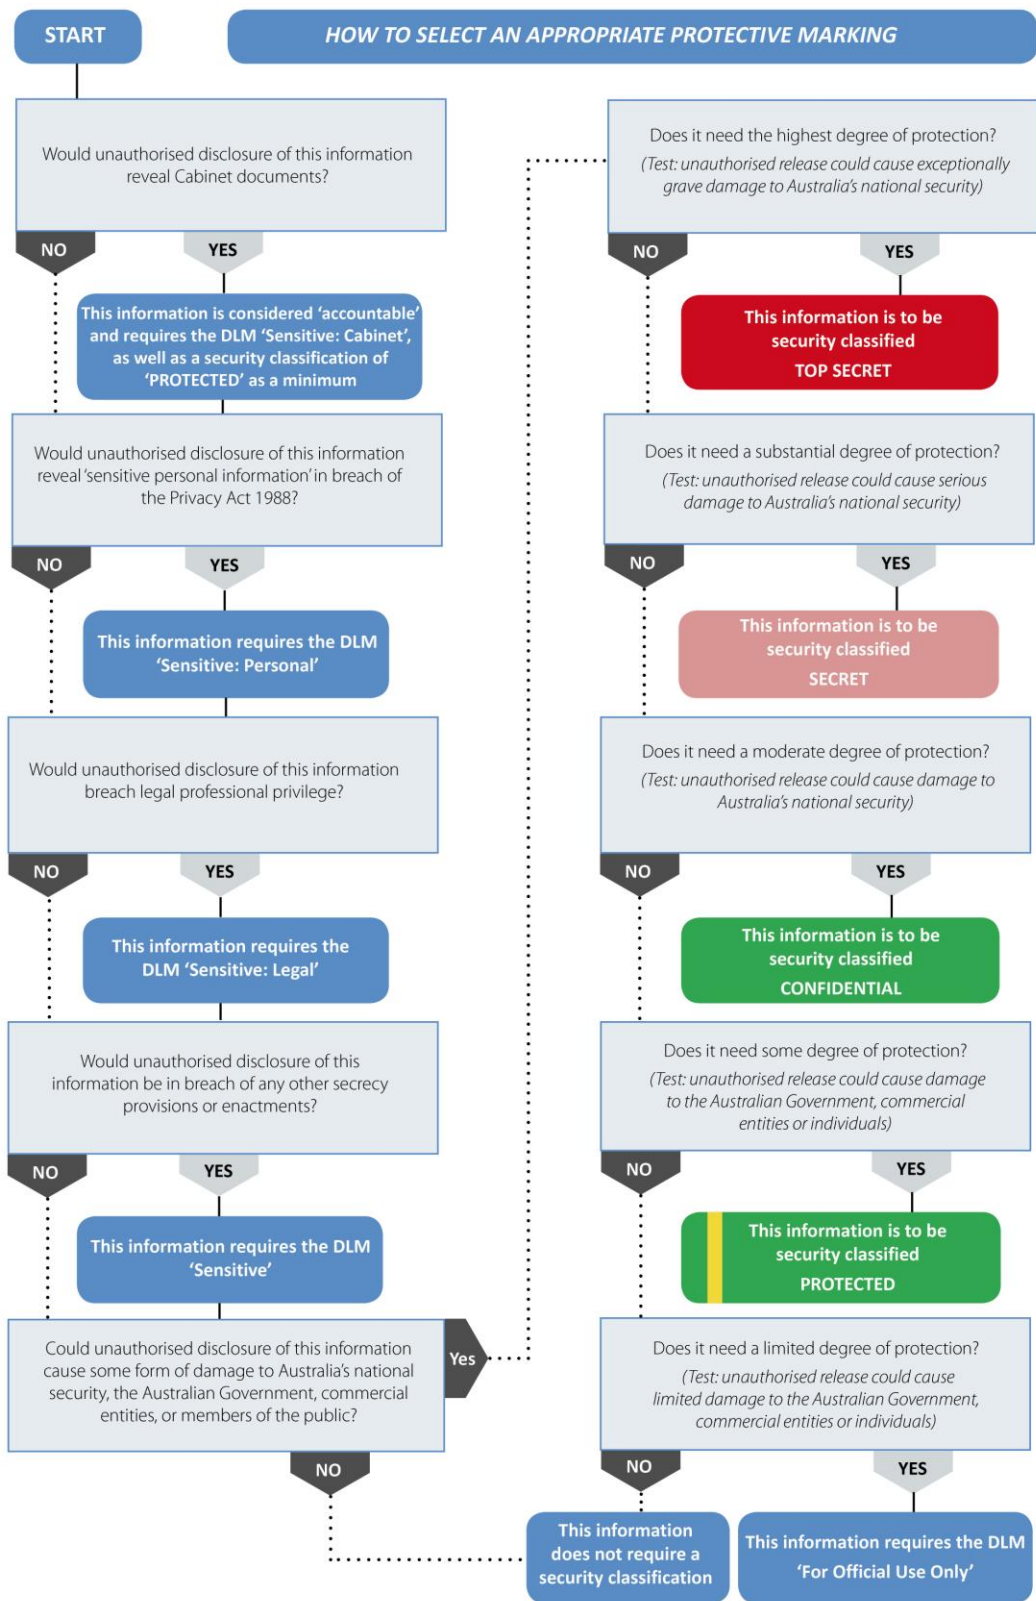 START
HOW TO SELECT AN APPROPRIATE PROTECTIVE MARKING
Would unauthorised disclosure of this information
reveal Cabinet documents?
NO
YES
This information is considered ‘accountable’
and requires the DLM ‘Sensitive: Cabinet’,
as well as a security classification of
‘PROTECTED’ as a minimum
Would unauthorised disclosure of this information
reveal ‘sensitive personal information’ in breach of
the Privacy Act 1988?
NO
YES
This information requires the DLM
‘Sensitive: Personal’
Would unauthorised disclosure of this information
breach legal professional privilege?
NO
YES
This information requires the
DLM ‘Sensitive: Legal’
Would unauthorised disclosure of this
information be in breach of any other secrecy
provisions or enactments?
NO
YES
This information requires the DLM
‘Sensitive’
Could unauthorised disclosure of this information
cause some form of damage to Australia’s national
security, the Australian Government, commercial
entities, or members of the public?
Yes
NO
Does it need the highest degree of protection?
(Test: unauthorised release could cause exceptionally
grave damage to Australia’s national security)
NO
YES
This information is to be
security classified
TOP SECRET
Does it need a substantial degree of protection?
(Test: unauthorised release could cause serious
damage to Australia’s national security)
NO
YES
This information is to be
security classified
SECRET
Does it need a moderate degree of protection?
(Test: unauthorised release could cause damage to
Australia’s national security)
NO
YES
This information is to be
security classified
CONFIDENTIAL
Does it need some degree of protection?
(Test: unauthorised release could cause damage
to the Australian Government, commercial
entities or individuals)
NO
YES
This information is to be
security classified
PROTECTED
Does it need a limited degree of protection?
(Test: unauthorised release could cause
limited damage to the Australian Government,
commercial entities or individuals)
NO
YES
This information
does not require a
security classification
This information requires the DLM
‘For Official Use Only’